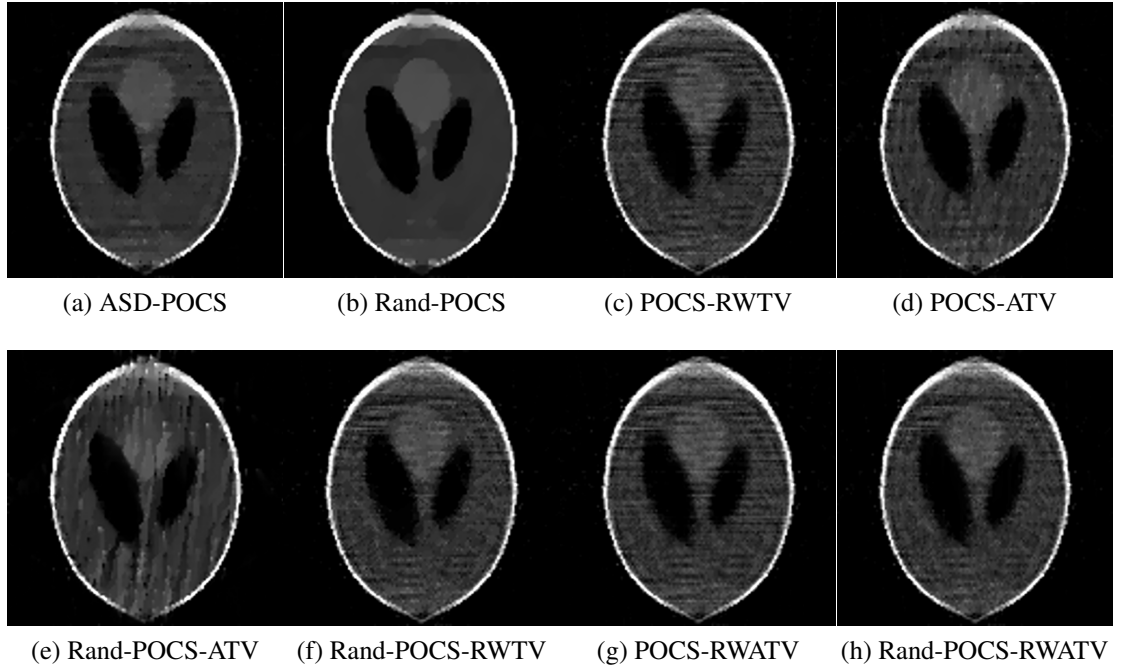 (a) ASD-POCS
(b) Rand-POCS
(c) POCS-RWTV
(d) POCS-ATV
(e) Rand-POCS-ATV
(f) Rand-POCS-RWTV
(g) POCS-RWATV
(h) Rand-POCS-RWATV